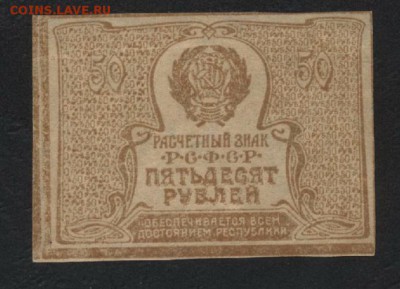 COINS.LAVE.RU
50 50
РАСЧЕТНЫЙ ЗНАК
Р·С·Ф·С·Р
ПЯТЬДЕСЯТ
РУБЛЕЙ
ОБЕСПЕЧИВАЕТСЯ ВСЕМ
ДОСТОЯНИЕМ РЕСПУБЛИКИ